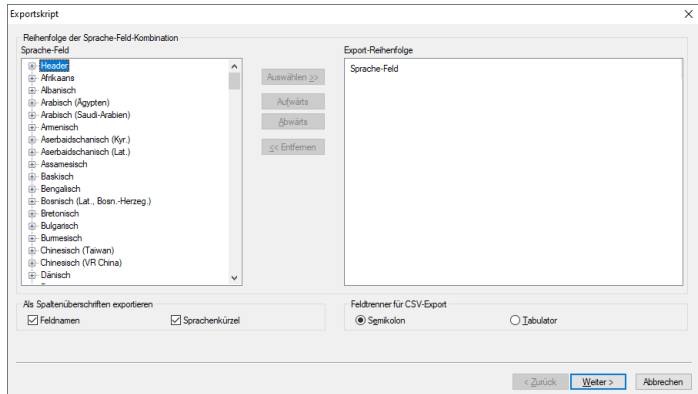 Exportskript
Reihenfolge der Sprache-Feld-Kombination
Sprache-Feld
Header
Afrikaans
Albanisch
Arabisch (Ägypten)
Arabisch (Saudi-Arabien)
Armenisch
Aserbaidschanisch (Kyr.)
Aserbaidschanisch (Lat.)
Assamesisch
Baskisch
Bengalisch
Bosnisch (Lat., Bosn.-Herzeg.)
Bretonisch
Bulgarisch
Burmesisch
Chinesisch (Taiwan)
Chinesisch (VR China)
Dänisch
Auswählen >>
Aufwärts
Abwärts
<< Entfernen
Export-Reihenfolge
Sprache-Feld
Als Spaltenüberschriften exportieren
Feldnamen
Sprachenkürzel
Feldtrenner für CSV-Export
Semikolon
Tabulator
< Zurück
Weiter >
Abbrechen